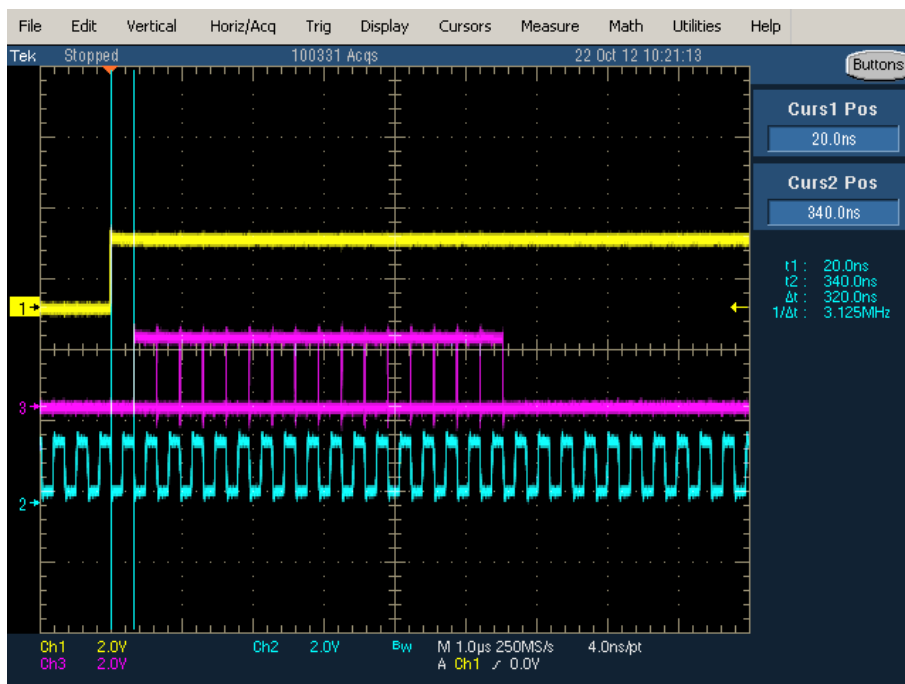 File Edit Vertical Horiz/Acq Trig Display Cursors Measure Math Utilities Help
Tek Stopped 100331 Acqs 22 Oct 12 10:21:13
Buttons
Curs1 Pos
20.0ns
Curs2 Pos
340.0ns
t1 : 20.0ns
t2 : 340.0ns
Δt : 320.0ns
1/Δt : 3.125MHz
1
3
2
Ch1 2.0V Ch2 2.0V BW M 1.0µs 250MS/s 4.0ns/pt
Ch3 2.0V A Ch1 ∕ 0.0V